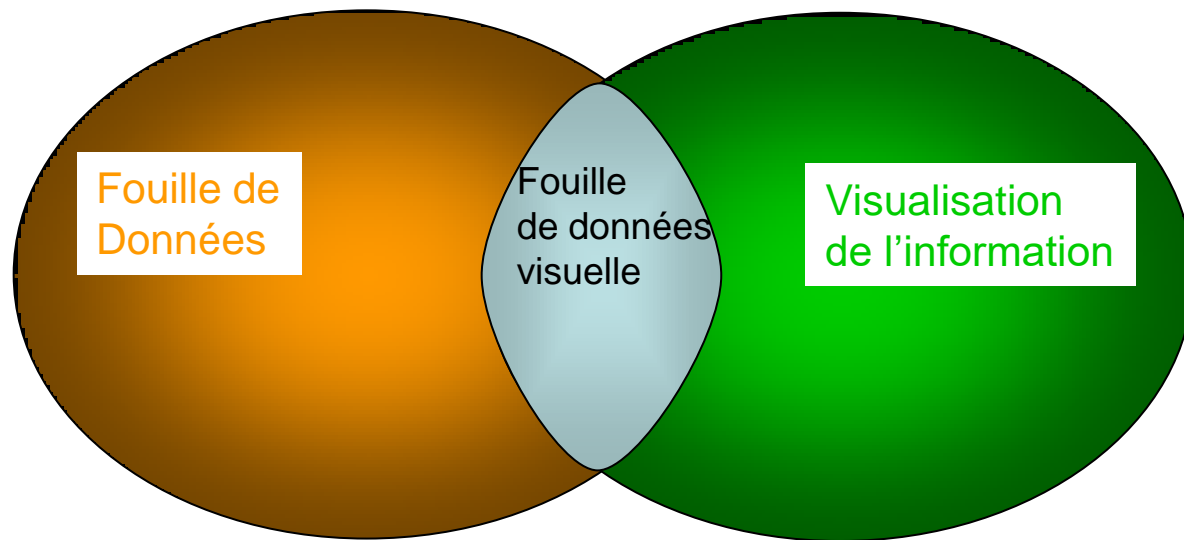 Fouille de
Données
Fouille
de données
visuelle
Visualisation
de l’information